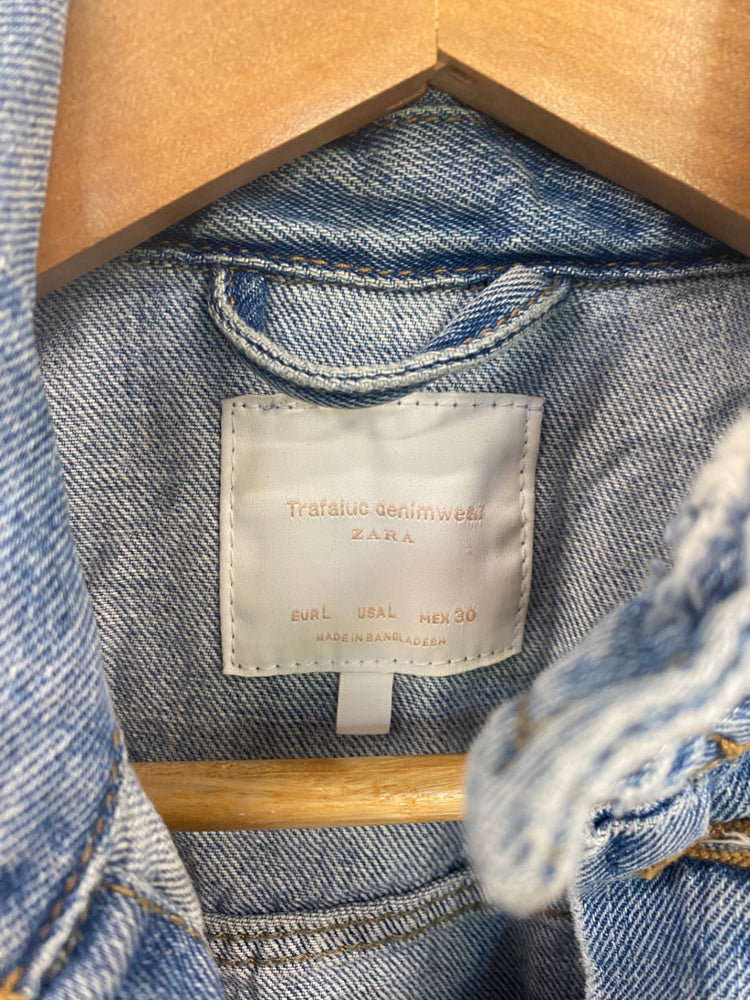 Trafaluc denimwear
ZARA
EUR L USA L MEX 30
MADE IN BANGLADESH